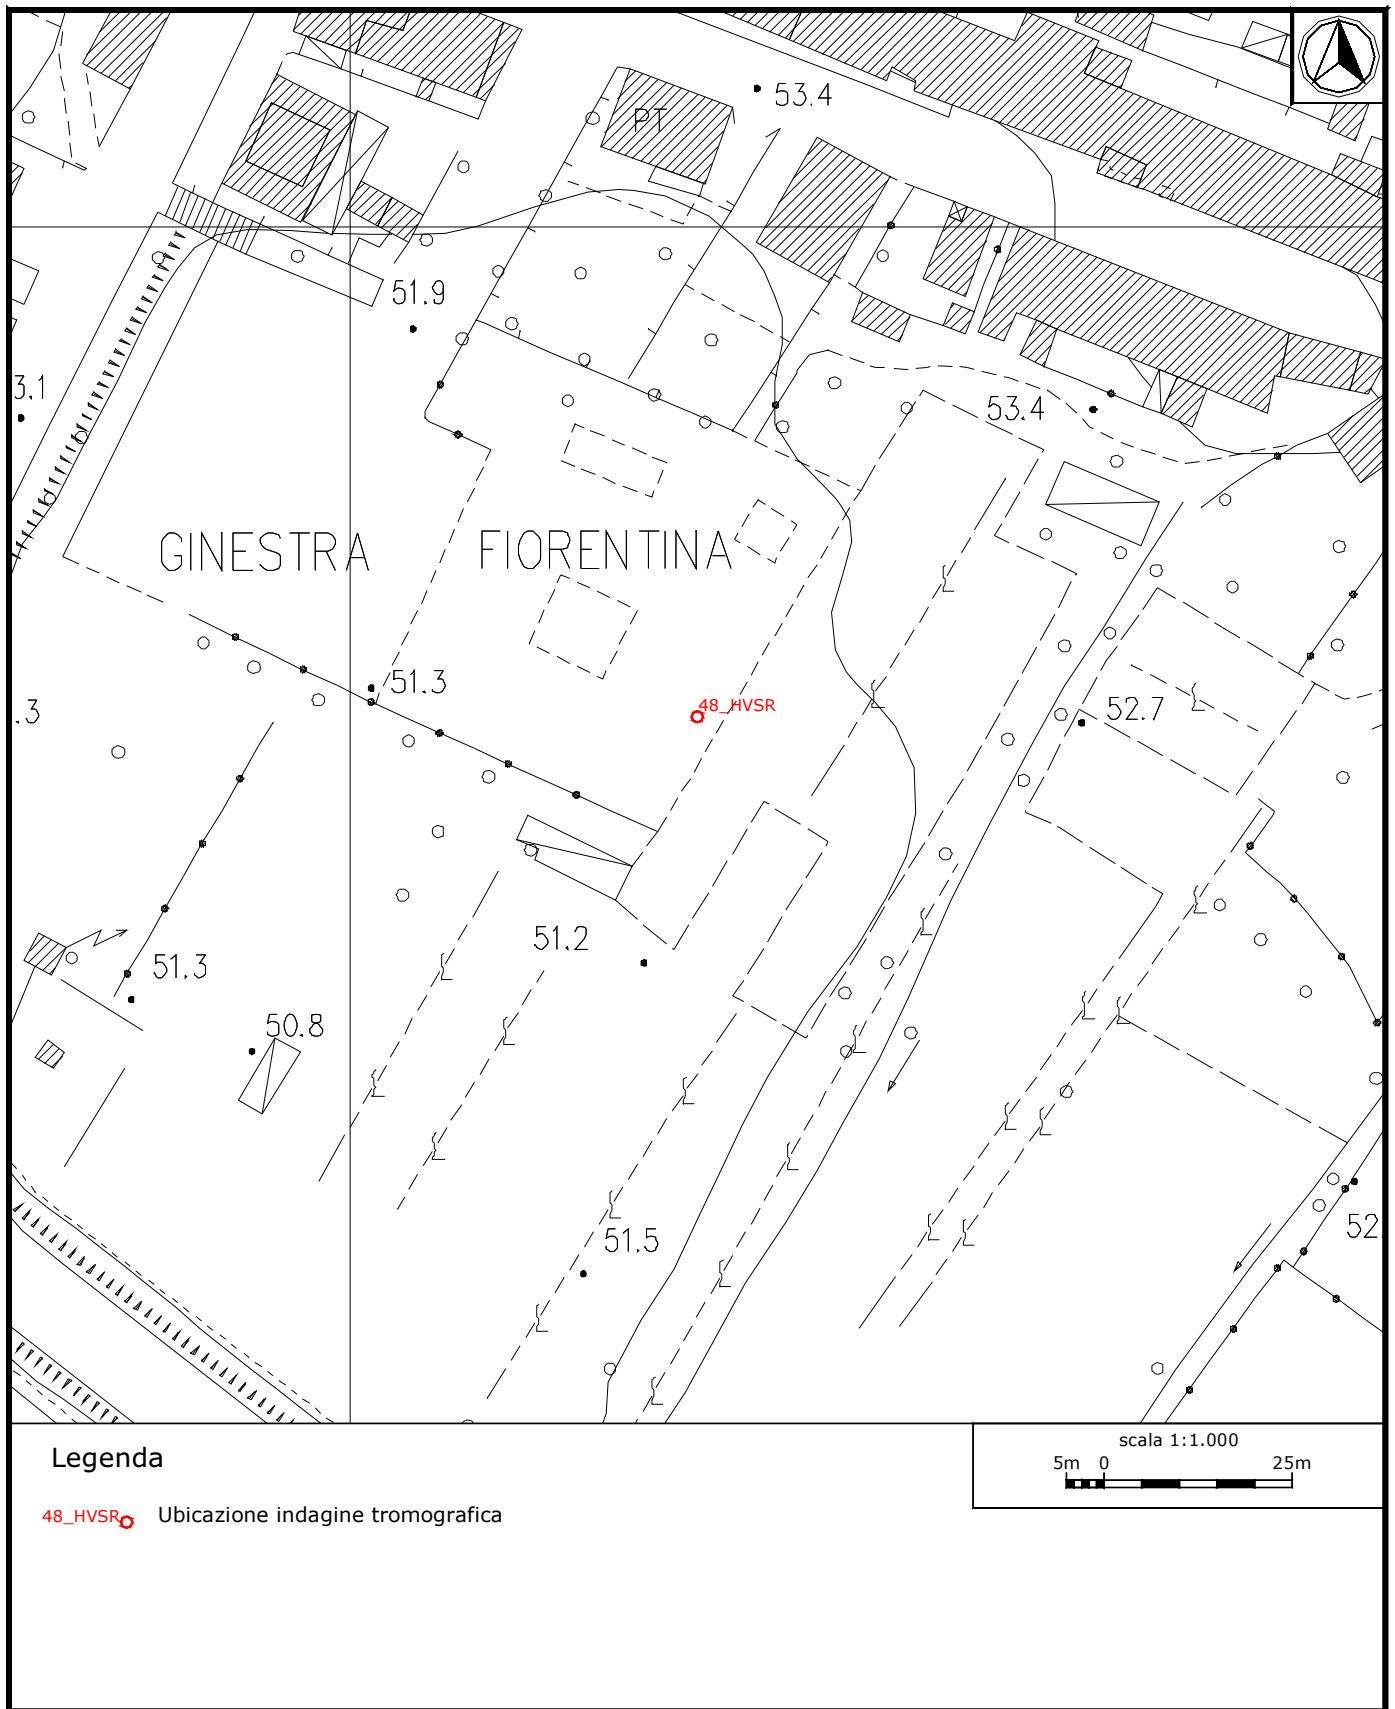 PT
53.4
51.9
3.1
53.4
GINESTRA FIORENTINA
51.3
.3
48_HVSR
52.7
51.2
51.3
50.8
51.5
52
Legenda
48_HVSR Ubicazione indagine tromografica
scala 1:1.000
5m 0 25m